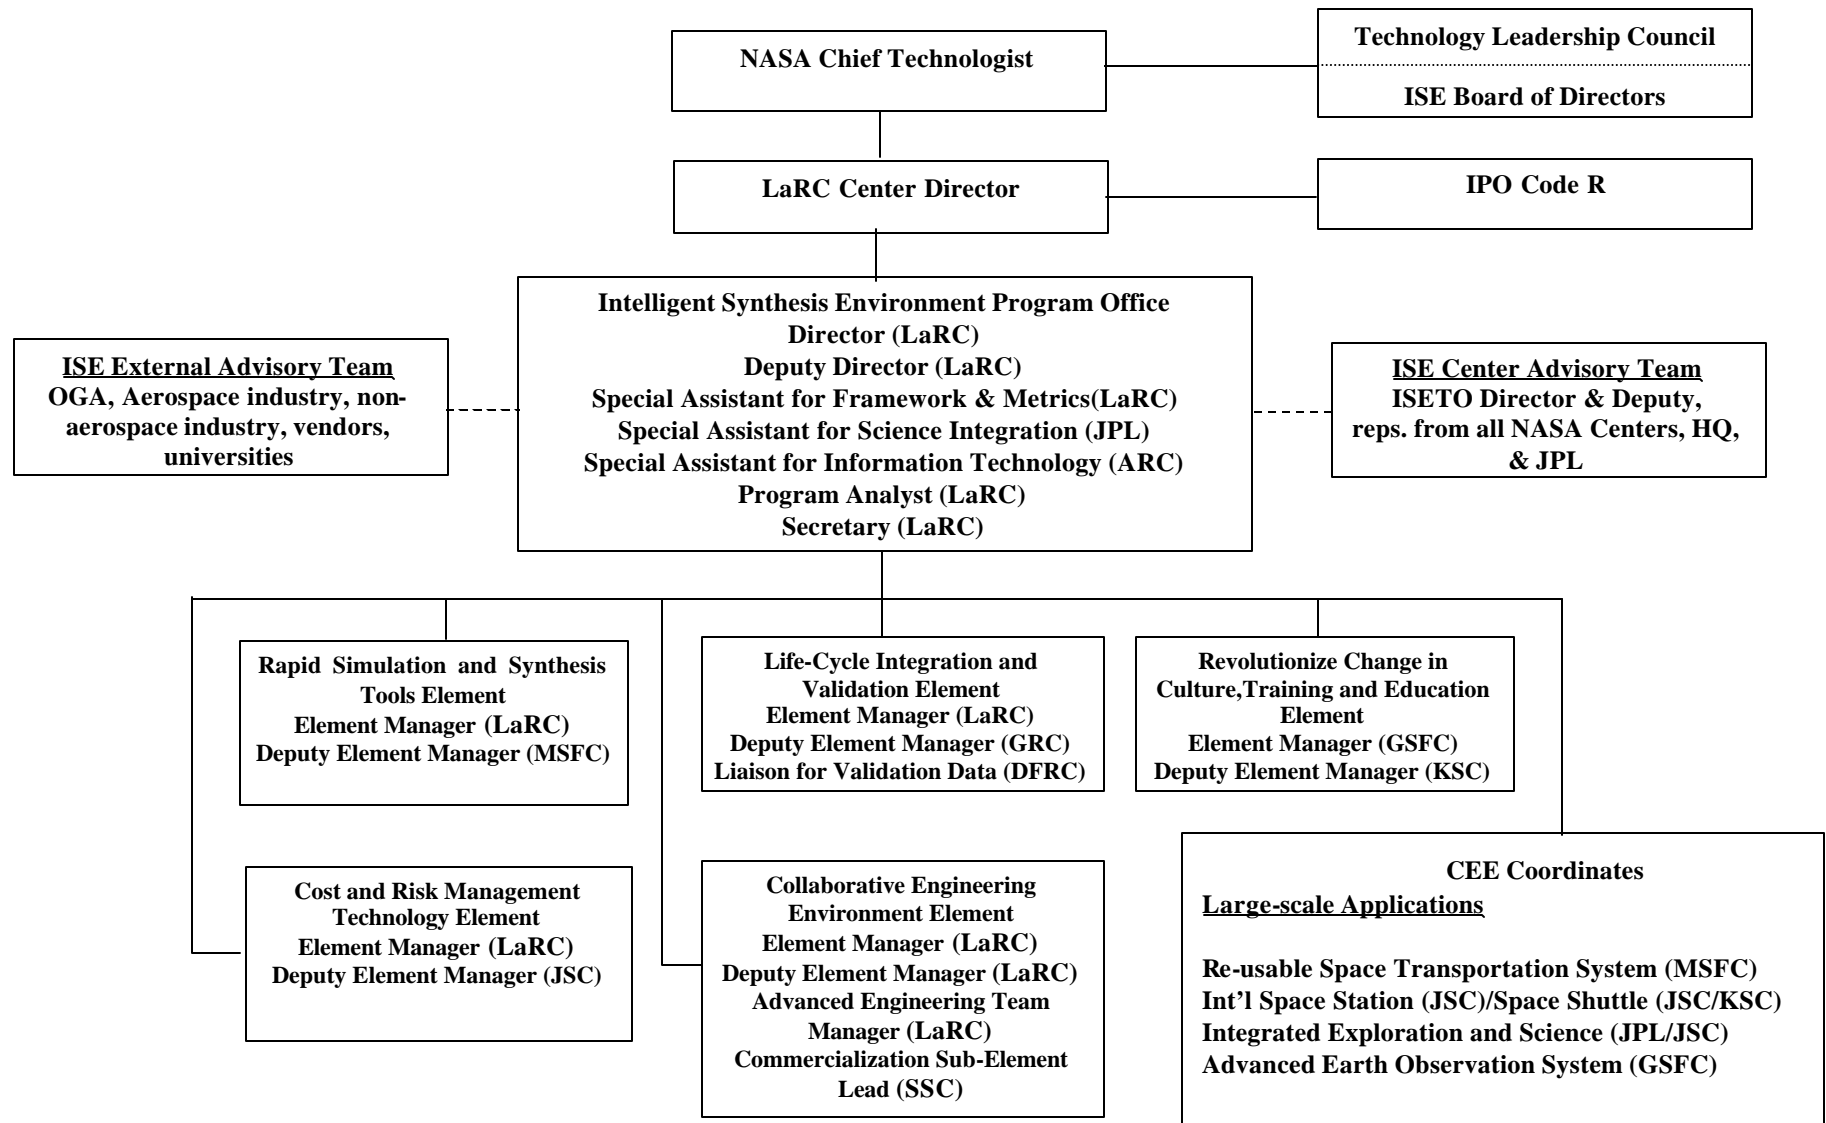 NASA Chief Technologist
Technology Leadership Council
ISE Board of Directors
LaRC Center Director
IPO Code R
Intelligent Synthesis Environment Program Office
Director (LaRC)
Deputy Director (LaRC)
Special Assistant for Framework & Metrics(LaRC)
Special Assistant for Science Integration (JPL)
Special Assistant for Information Technology (ARC)
Program Analyst (LaRC)
Secretary (LaRC)
ISE External Advisory Team
OGA, Aerospace industry, non-
aerospace industry, vendors,
universities
ISE Center Advisory Team
ISETO Director & Deputy,
reps. from all NASA Centers, HQ,
& JPL
Rapid Simulation and Synthesis
Tools Element
Element Manager (LaRC)
Deputy Element Manager (MSFC)
Life-Cycle Integration and
Validation Element
Element Manager (LaRC)
Deputy Element Manager (GRC)
Liaison for Validation Data (DFRC)
Revolutionize Change in
Culture,Training and Education
Element
Element Manager (GSFC)
Deputy Element Manager (KSC)
Cost and Risk Management
Technology Element
Element Manager (LaRC)
Deputy Element Manager (JSC)
Collaborative Engineering
Environment Element
Element Manager (LaRC)
Deputy Element Manager (LaRC)
Advanced Engineering Team
Manager (LaRC)
Commercialization Sub-Element
Lead (SSC)
CEE Coordinates
Large-scale Applications
Re-usable Space Transportation System (MSFC)
Int’l Space Station (JSC)/Space Shuttle (JSC/KSC)
Integrated Exploration and Science (JPL/JSC)
Advanced Earth Observation System (GSFC)